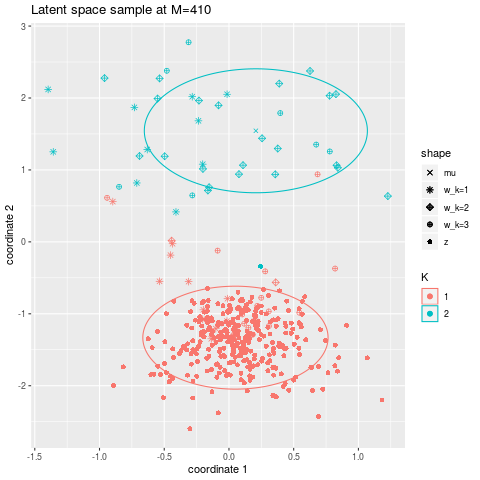 Latent space sample at M=410
3
2
1
0
-1
-2
coordinate 2
-1.5 -1.0 -0.5 0.0 0.5 1.0
coordinate 1
shape
mu
w_k=1
w_k=2
w_k=3
z
K
1
2